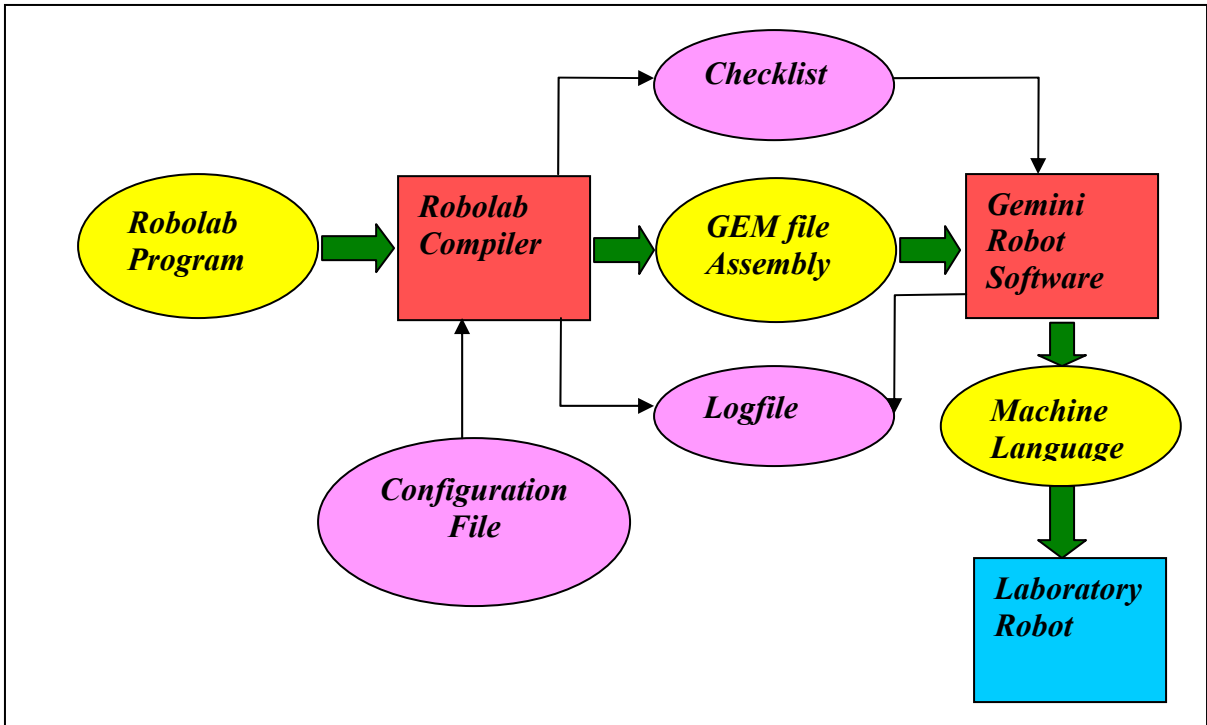 Checklist
Robolab
Program
Robolab
Compiler
GEM file
Assembly
Gemini
Robot
Software
Logfile
Machine
Language
Configuration
File
Laboratory
Robot